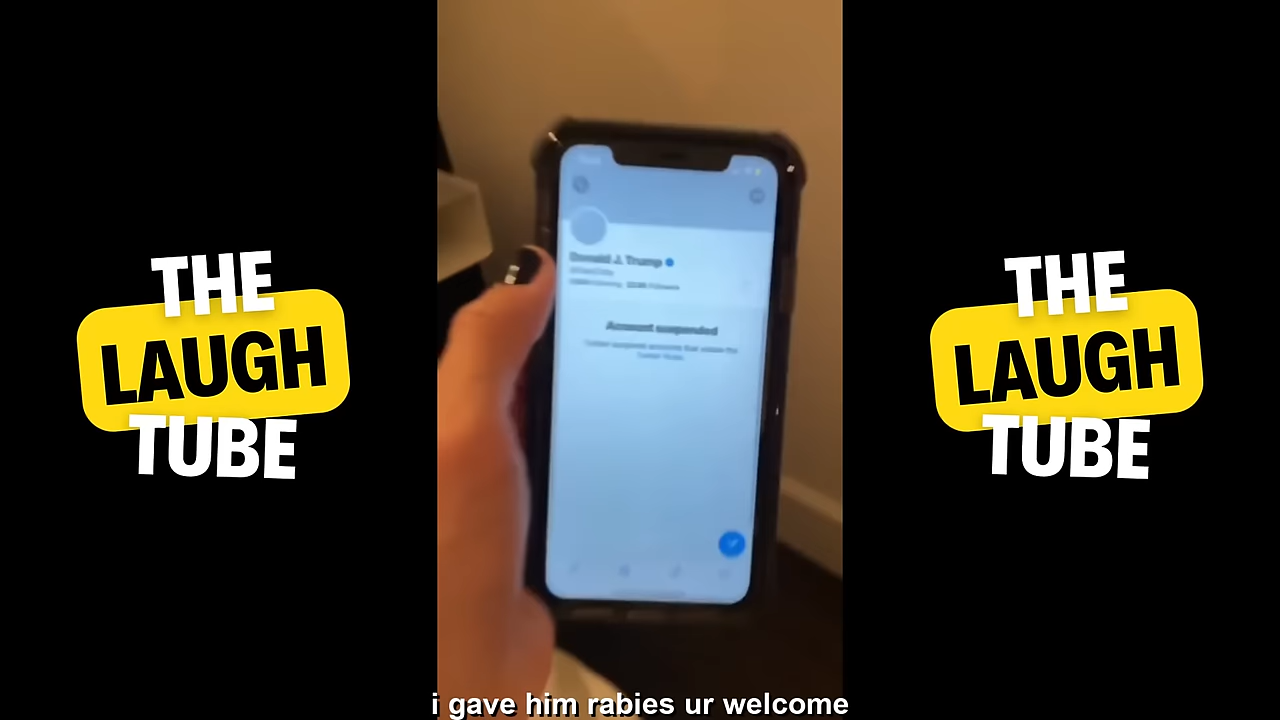 THE
LAUGH
TUBE
Donald J. Trump
Account suspended
THE
LAUGH
TUBE
i gave him rabies ur welcome